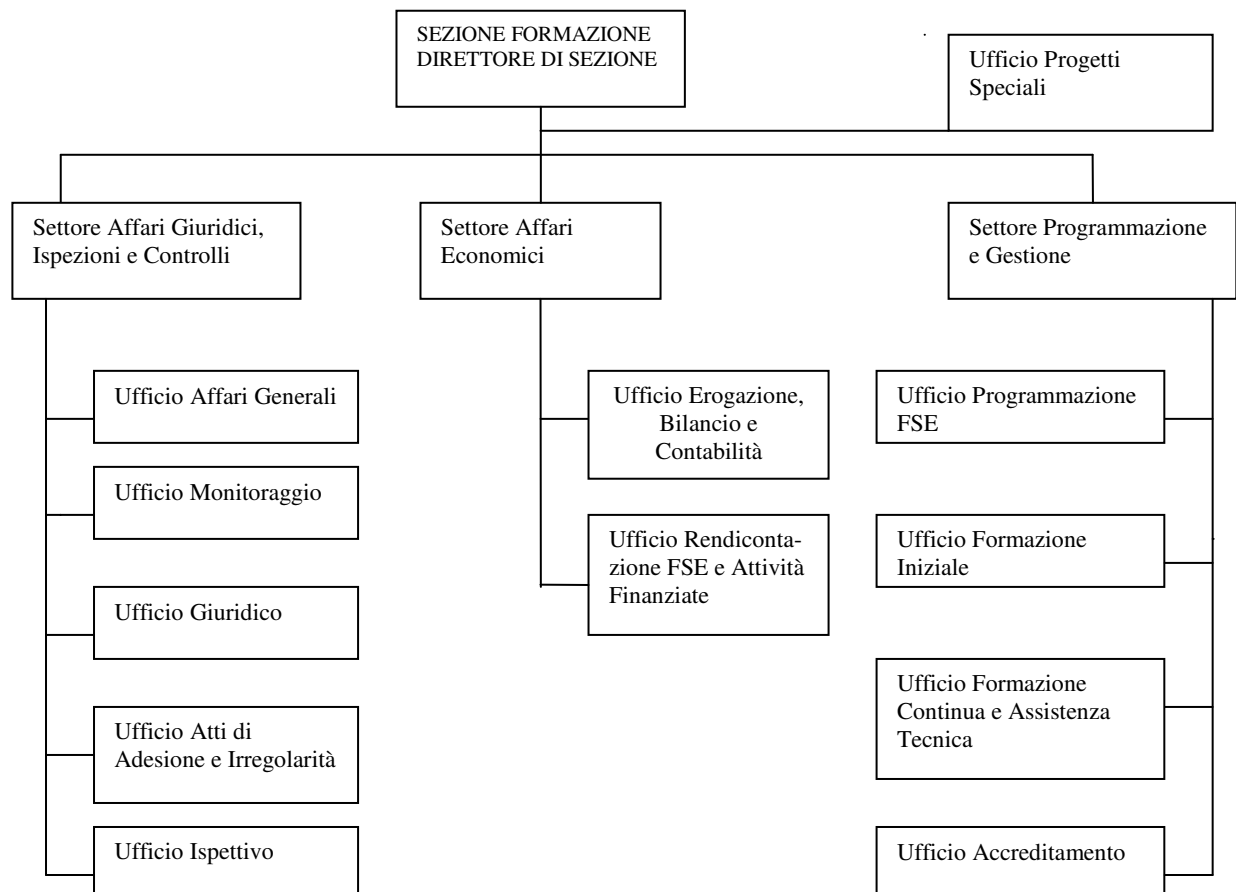 SEZIONE FORMAZIONE
DIRETTORE DI SEZIONE
Ufficio Progetti
Speciali
Settore Affari Giuridici,
Ispezioni e Controlli
Settore Affari
Economici
Settore Programmazione
e Gestione
Ufficio Affari Generali
Ufficio Monitoraggio
Ufficio Giuridico
Ufficio Atti di
Adesione e Irregolarità
Ufficio Ispettivo
Ufficio Erogazione,
Bilancio e
Contabilità
Ufficio Rendiconta-
zione FSE e Attività
Finanziate
Ufficio Programmazione
FSE
Ufficio Formazione
Iniziale
Ufficio Formazione
Continua e Assistenza
Tecnica
Ufficio Accreditamento